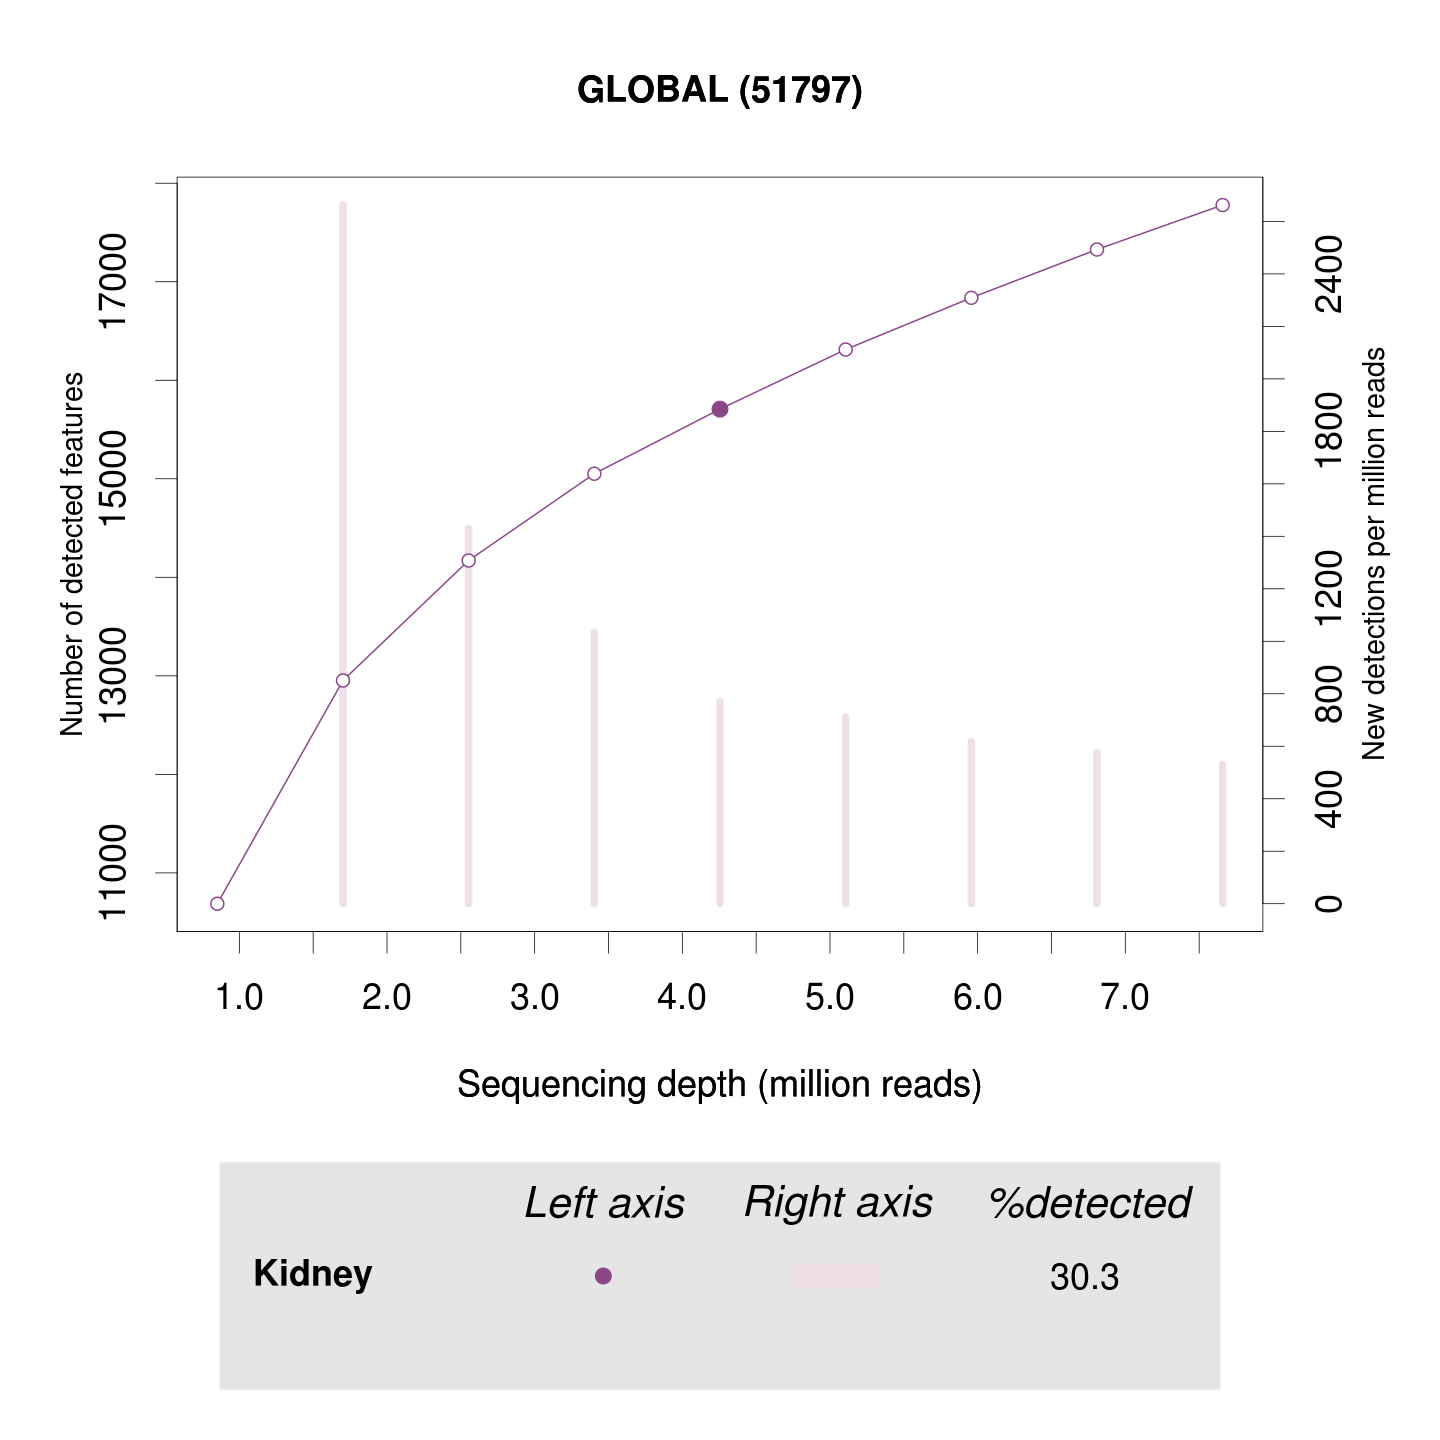 GLOBAL (51797)
Number of detected features
17000
15000
13000
11000
2400
1800
1200
800
400
0
New detections per million reads
1.0 2.0 3.0 4.0 5.0 6.0 7.0
Sequencing depth (million reads)
Left axis Right axis %detected
Kidney 30.3